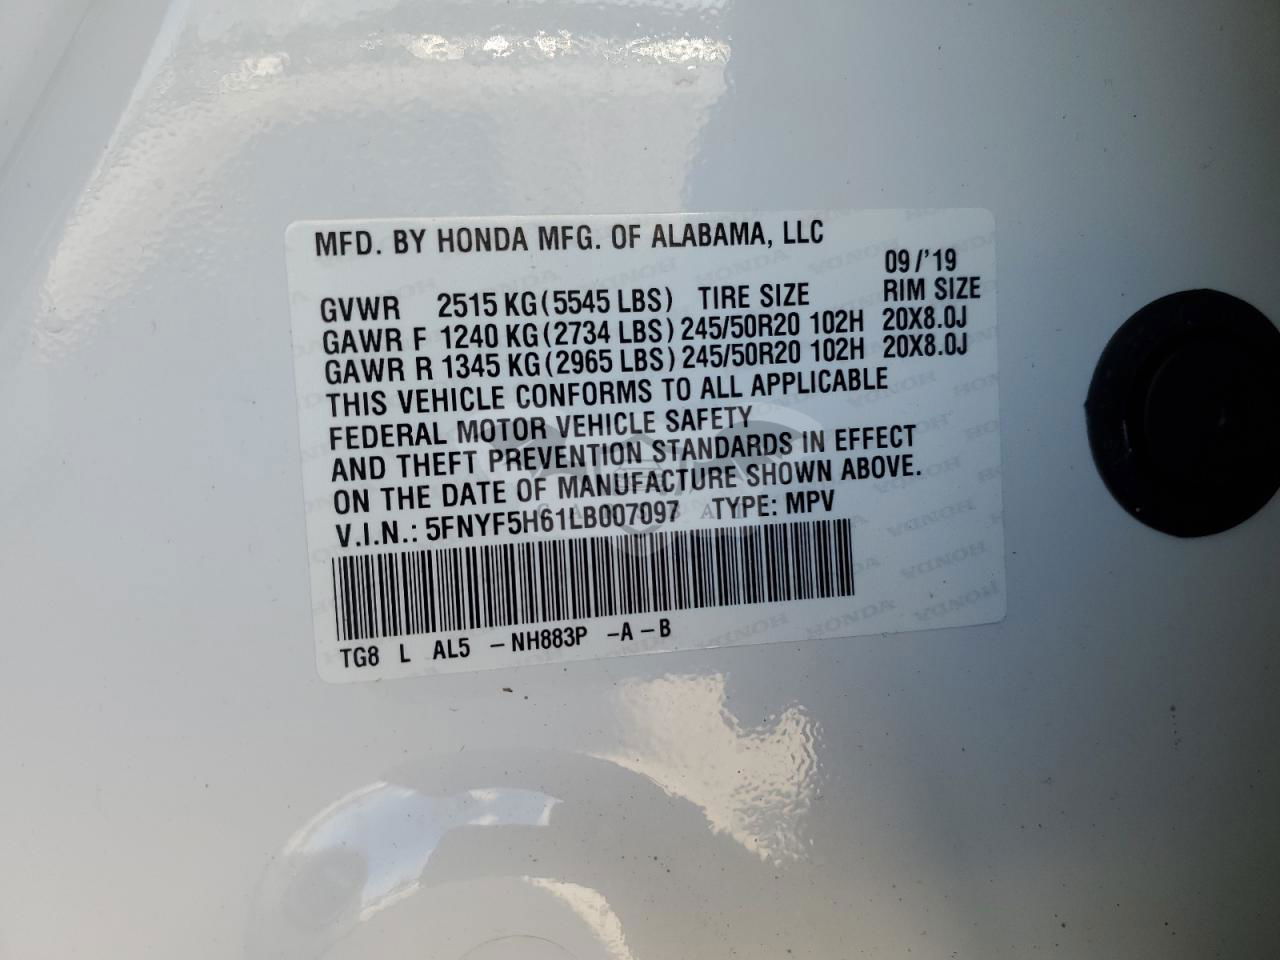 MFD. BY HONDA MFG. OF ALABAMA, LLC
09/'19
GVWR 2515 KG (5545 LBS) TIRE SIZE RIM SIZE
GAWR F 1240 KG (2734 LBS) 245/50R20 102H 20X8.0J
GAWR R 1345 KG (2965 LBS) 245/50R20 102H 20X8.0J
THIS VEHICLE CONFORMS TO ALL APPLICABLE
FEDERAL MOTOR VEHICLE SAFETY
AND THEFT PREVENTION STANDARDS IN EFFECT
ON THE DATE OF MANUFACTURE SHOWN ABOVE.
V.I.N.: 5FNYF5H61LB007097 TYPE: MPV
TG8 L AL5 -NH883P -A-B